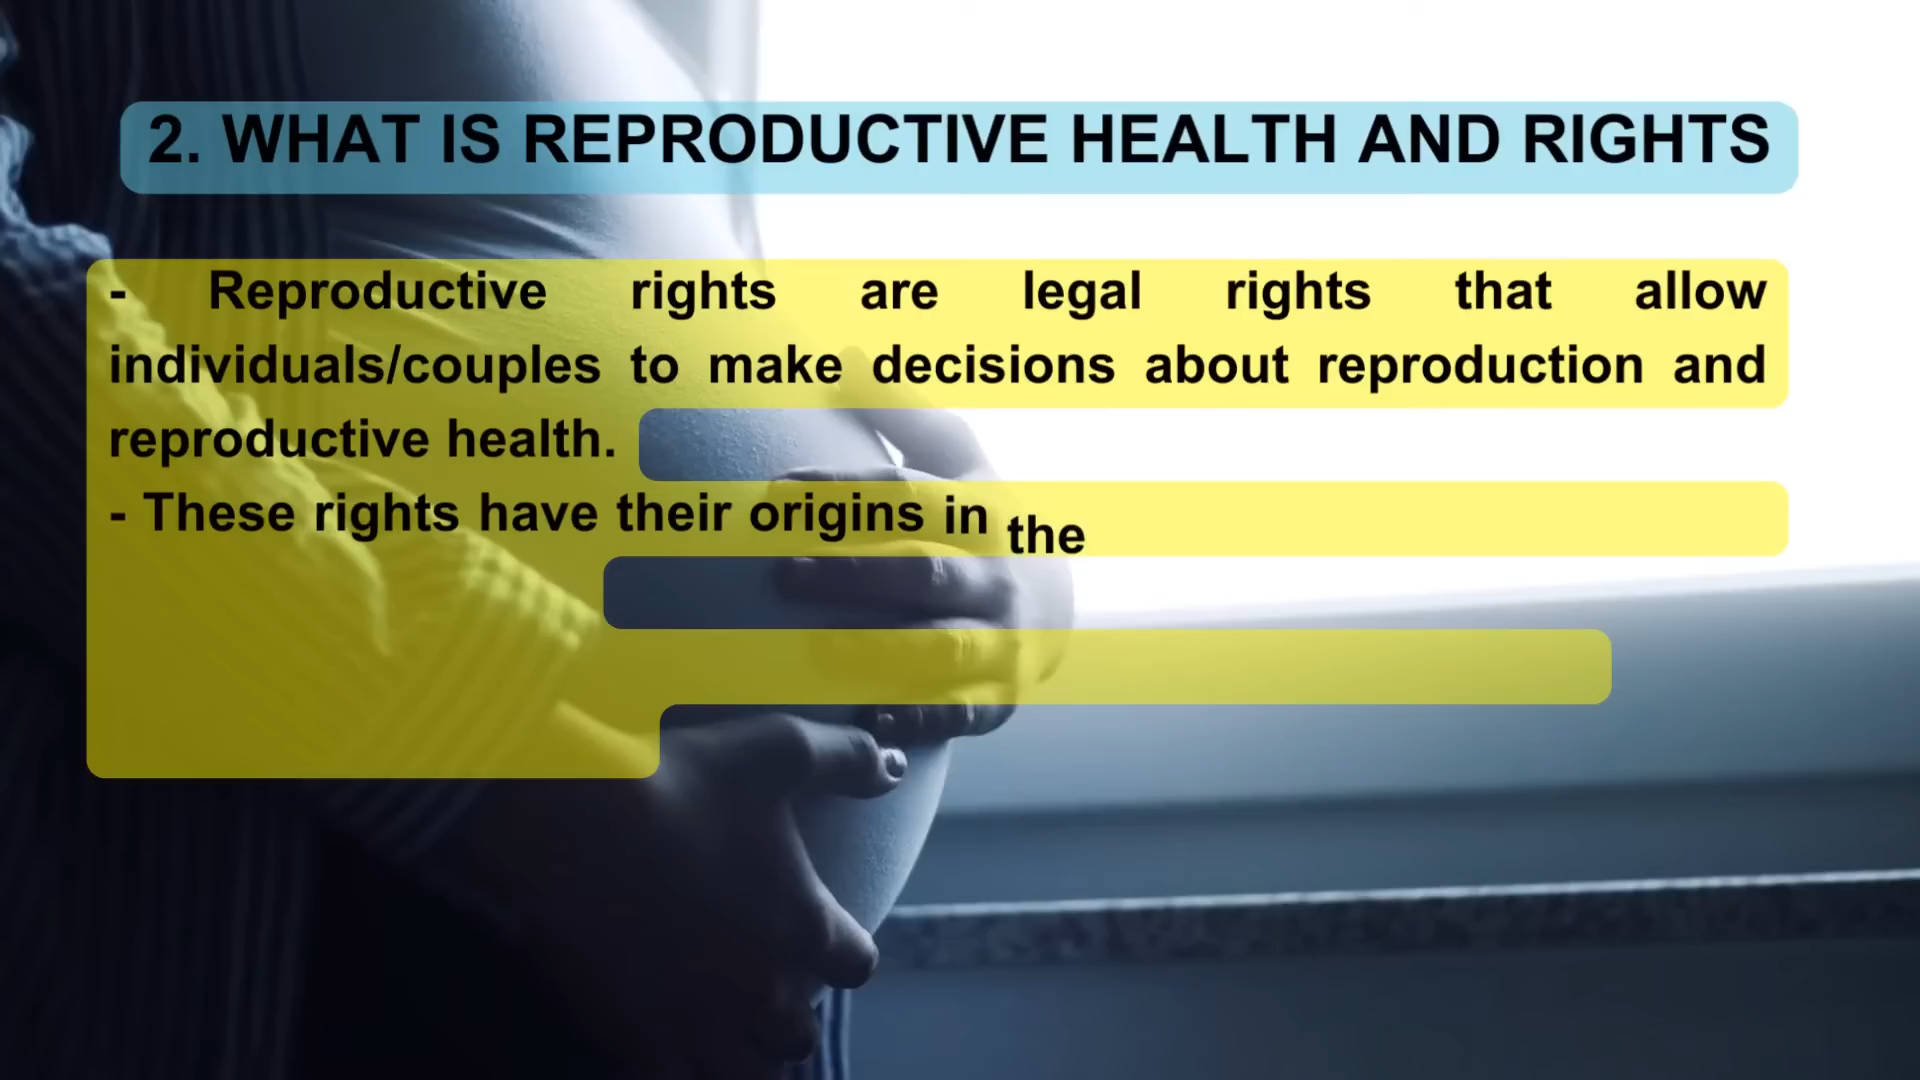 2. WHAT IS REPRODUCTIVE HEALTH AND RIGHTS
- Reproductive rights are legal rights that allow
individuals/couples to make decisions about reproduction and
reproductive health.
- These rights have their origins in the